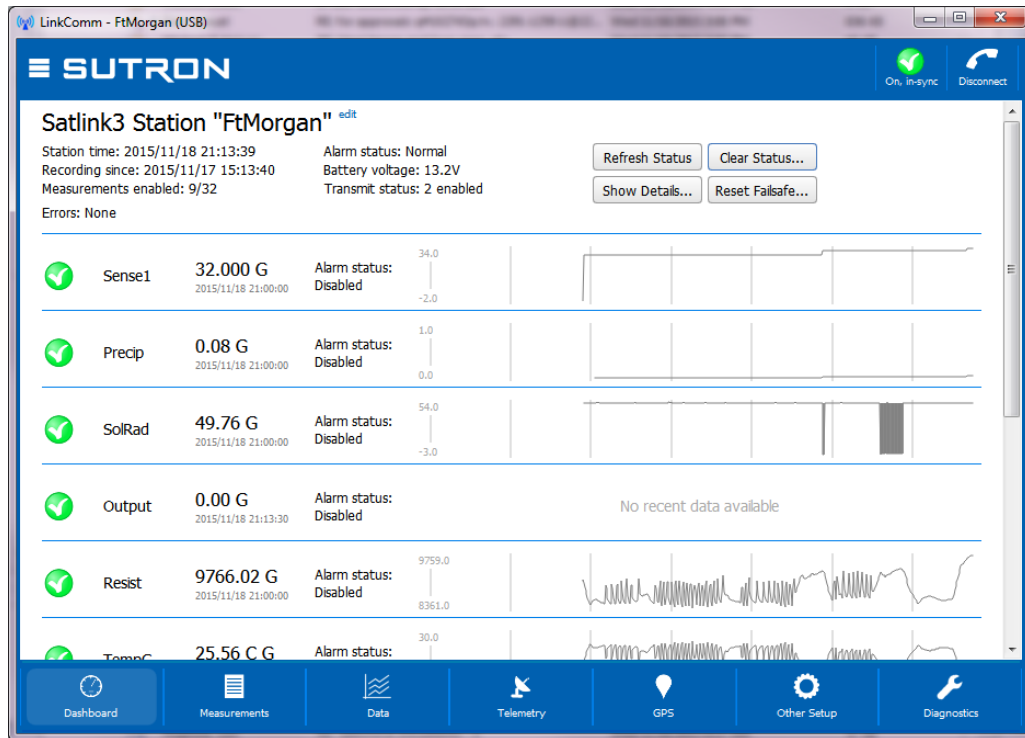 LinkComm - FtMorgan (USB)
SUTRON
On, in-sync
Disconnect
Satlink3 Station "FtMorgan" edit
Station time: 2015/11/18 21:13:39
Recording since: 2015/11/17 15:13:40
Measurements enabled: 9/32
Errors: None
Alarm status: Normal
Battery voltage: 13.2V
Transmit status: 2 enabled
Refresh Status
Clear Status...
Show Details...
Reset Failsafe...
Sense1
32.000 G
2015/11/18 21:00:00
Alarm status:
Disabled
34.0
-2.0
Precip
0.08 G
2015/11/18 21:00:00
Alarm status:
Disabled
1.0
0.0
SolRad
49.76 G
2015/11/18 21:00:00
Alarm status:
Disabled
54.0
-3.0
Output
0.00 G
2015/11/18 21:13:30
Alarm status:
Disabled
No recent data available
Resist
9766.02 G
2015/11/18 21:00:00
Alarm status:
Disabled
9759.0
8361.0
TempC
25.56 C G
Alarm status:
30.0
Dashboard
Measurements
Data
Telemetry
GPS
Other Setup
Diagnostics